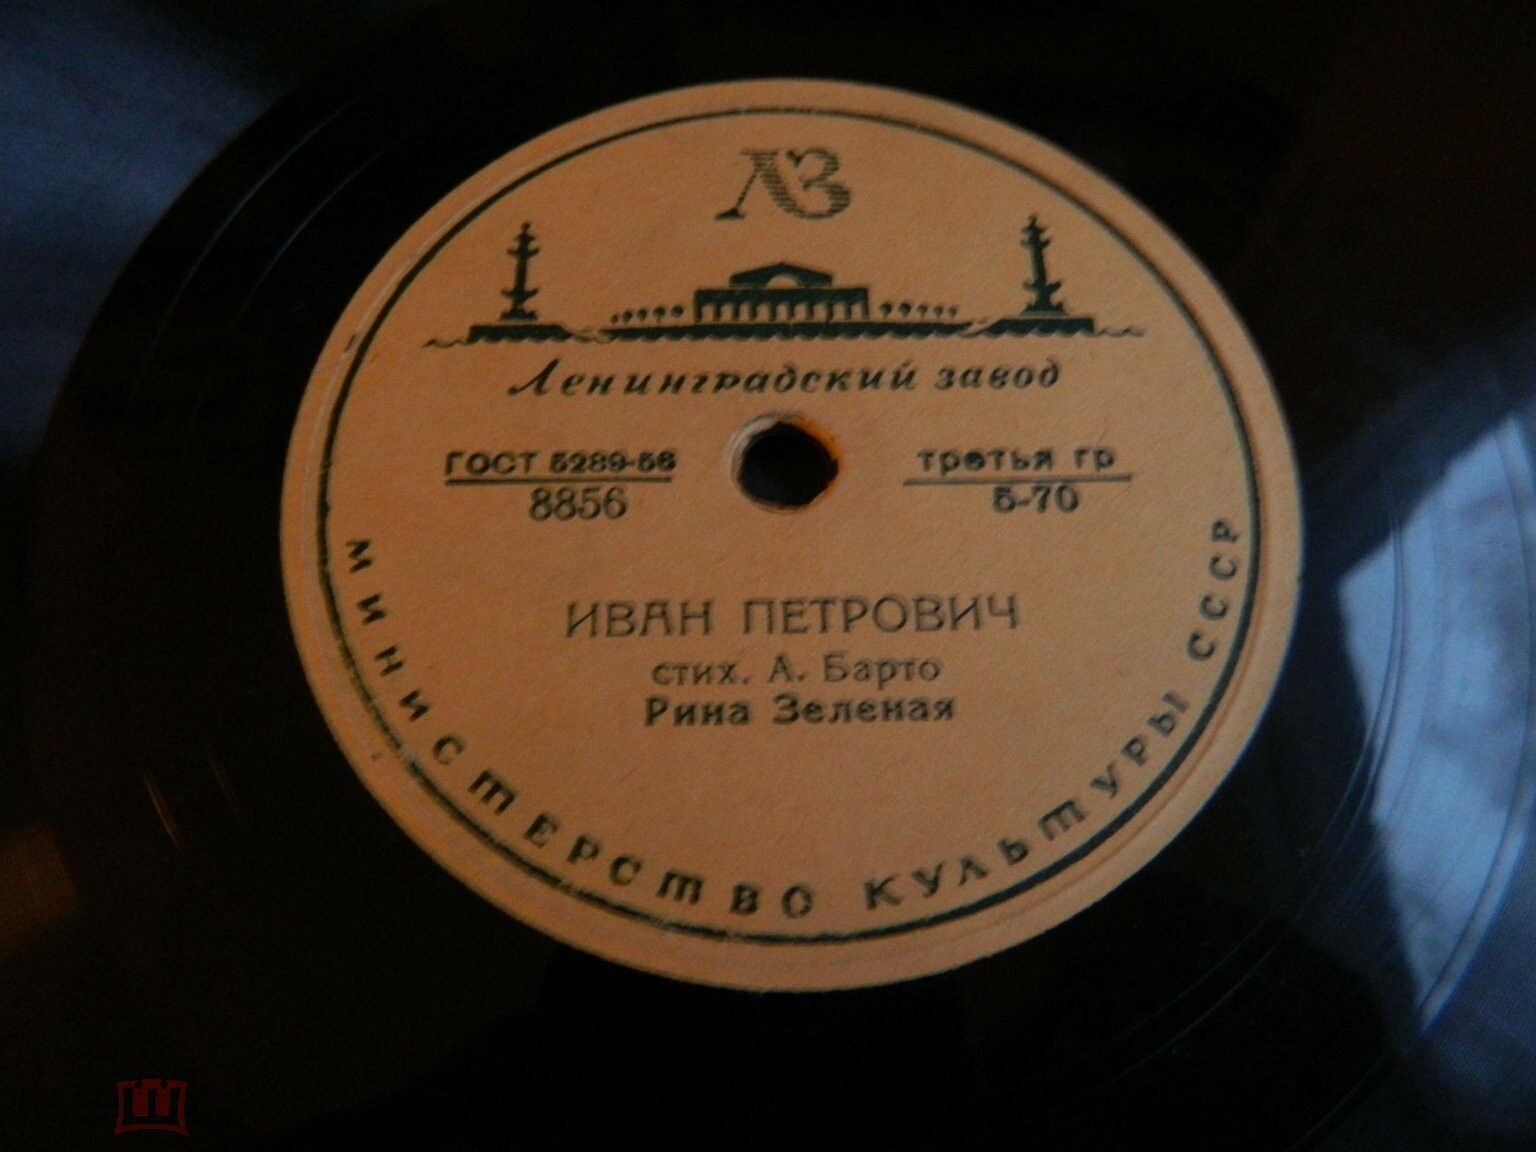 ЛЗ
Ленинградский завод
ГОСТ 5289-56
8856
третья гр
5-70
ИВАН ПЕТРОВИЧ
стих. А. Барто
Рина Зеленая
МИНИСТЕРСТВО КУЛЬТУРЫ СССР